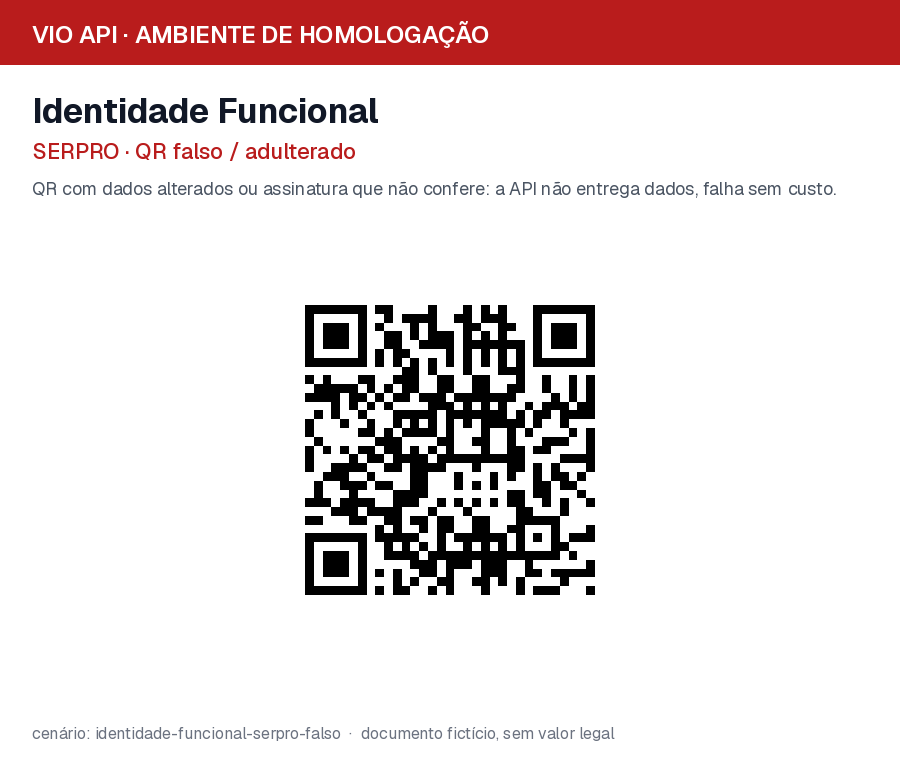 VIO API · AMBIENTE DE HOMOLOGAÇÃO
Identidade Funcional
SERPRO · QR falso / adulterado
QR com dados alterados ou assinatura que não confere: a API não entrega dados, falha sem custo.
cenário: identidade-funcional-serpro-falso · documento fictício, sem valor legal